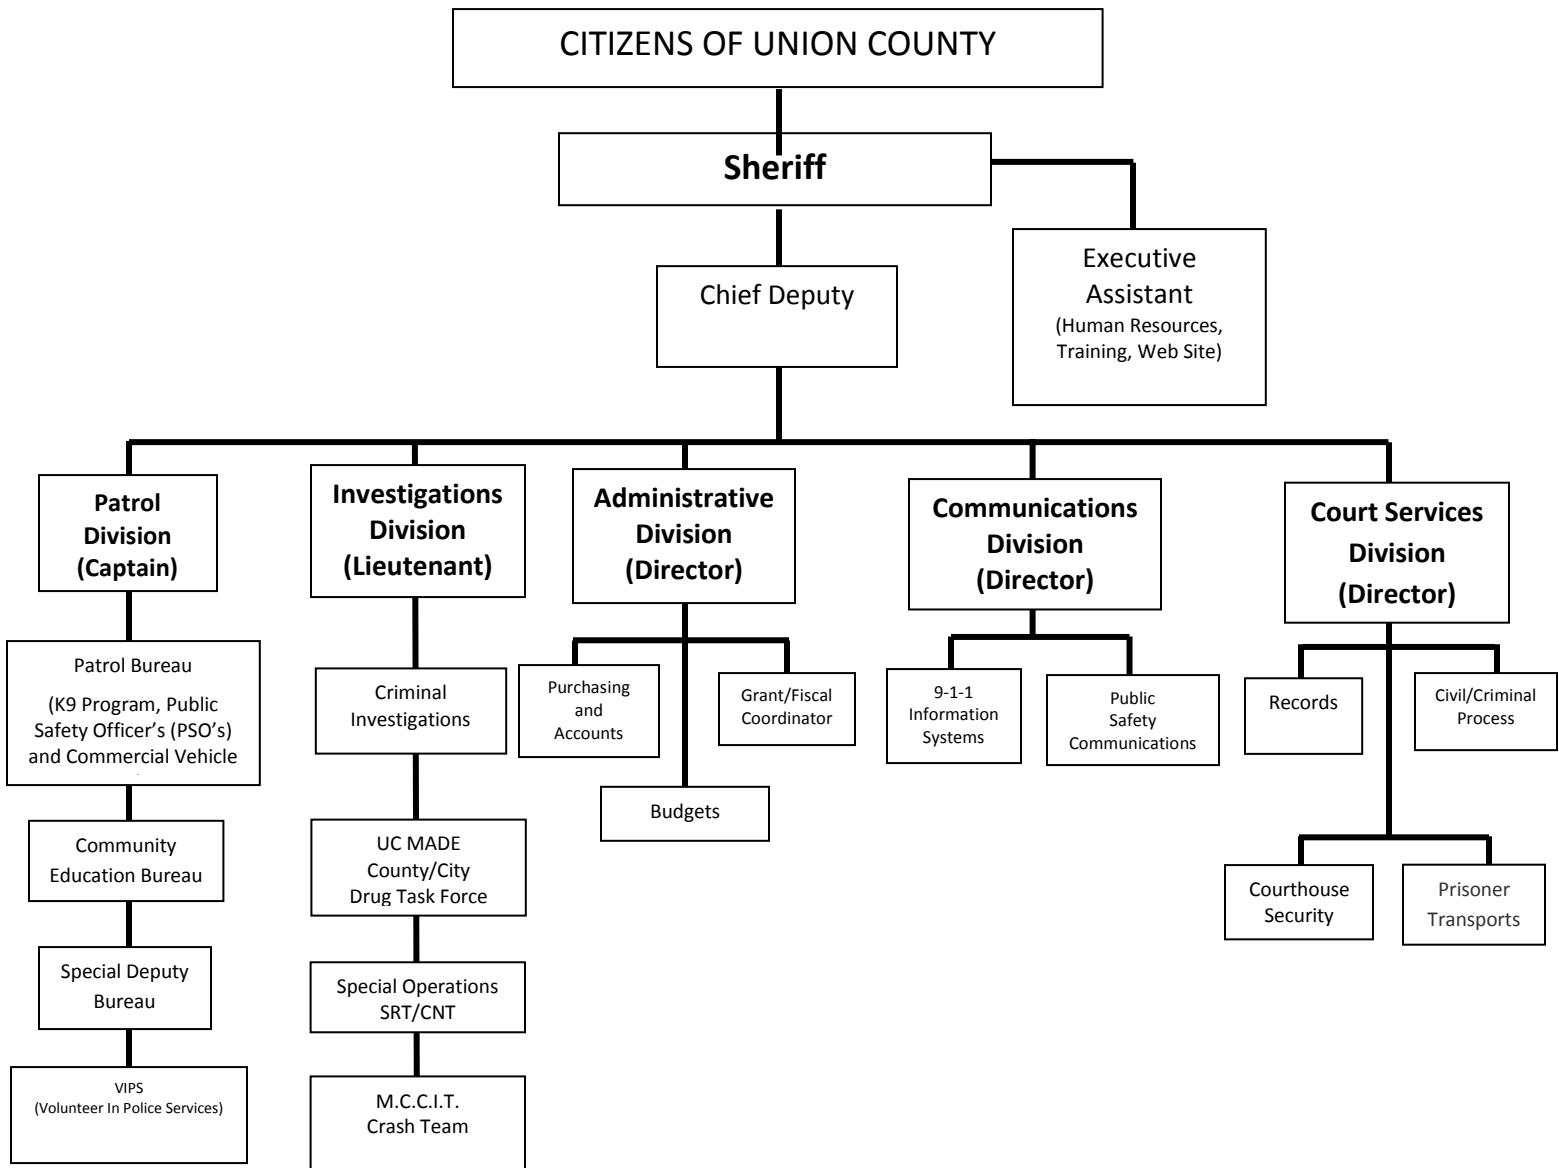 CITIZENS OF UNION COUNTY
Sheriff
Executive
Assistant
(Human Resources,
Training, Web Site)
Chief Deputy
Patrol
Division
(Captain)
Investigations
Division
(Lieutenant)
Administrative
Division
(Director)
Communications
Division
(Director)
Court Services
Division
(Director)
Patrol Bureau
(K9 Program, Public
Safety Officer’s (PSO’s)
and Commercial Vehicle
Community
Education Bureau
Special Deputy
Bureau
VIPS
(Volunteer In Police Services)
Criminal
Investigations
UC MADE
County/City
Drug Task Force
Special Operations
SRT/CNT
M.C.C.I.T.
Crash Team
Purchasing
and
Accounts
Grant/Fiscal
Coordinator
Budgets
9-1-1
Information
Systems
Public
Safety
Communications
Records
Civil/Criminal
Process
Courthouse
Security
Prisoner
Transports